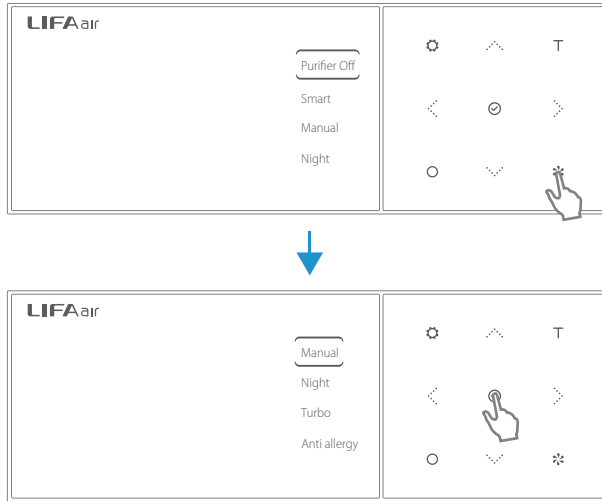 LIFAair
Purifier Off
Smart
Manual
Night
T
LIFAair
Manual
Night
Turbo
Anti allergy
T